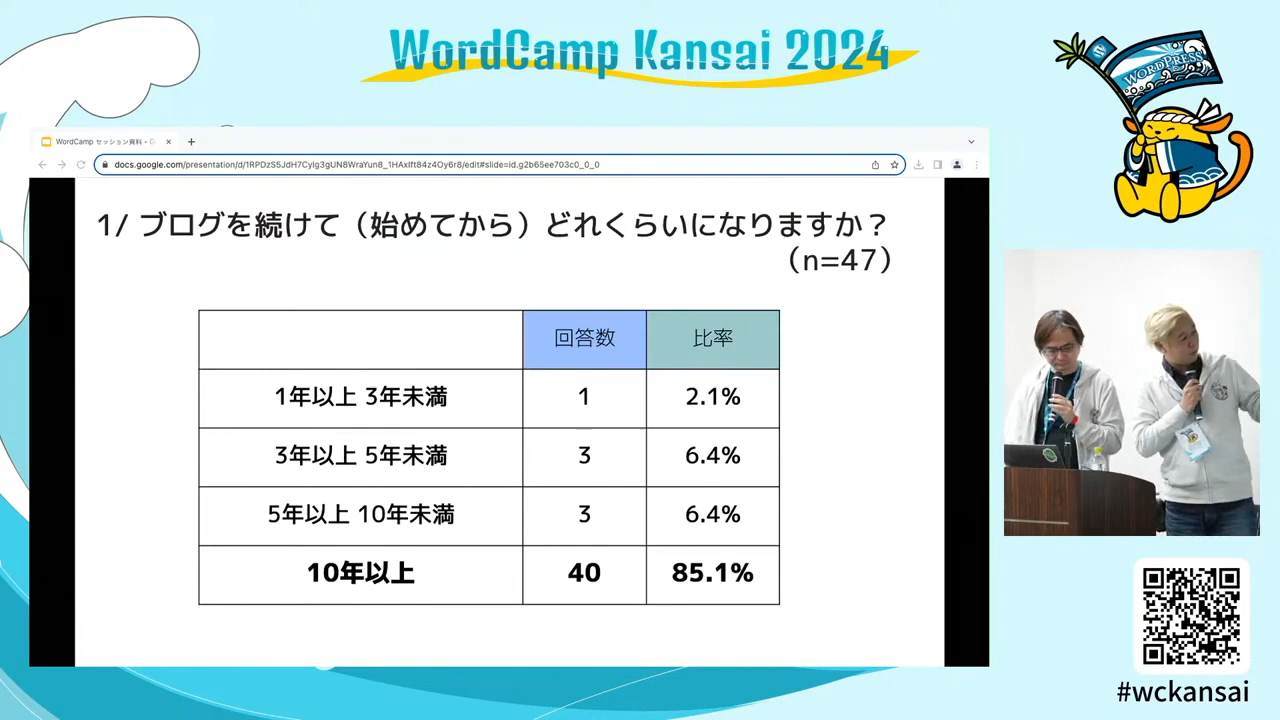 WordCamp Kansai 2024
WORDPRESS
WordCamp セッション資料 - G
docs.google.com/presentation/d/1RPDzS5JdH7CyIg3gUN8WraYun8_1HAxIft84z4Oy6r8/edit#slide=id.g2b65ee703c0_0_0
1/ ブログを続けて（始めてから）どれくらいになりますか？
（n=47）
回答数 比率
1年以上 3年未満 1 2.1%
3年以上 5年未満 3 6.4%
5年以上 10年未満 3 6.4%
10年以上 40 85.1%
#wckansai